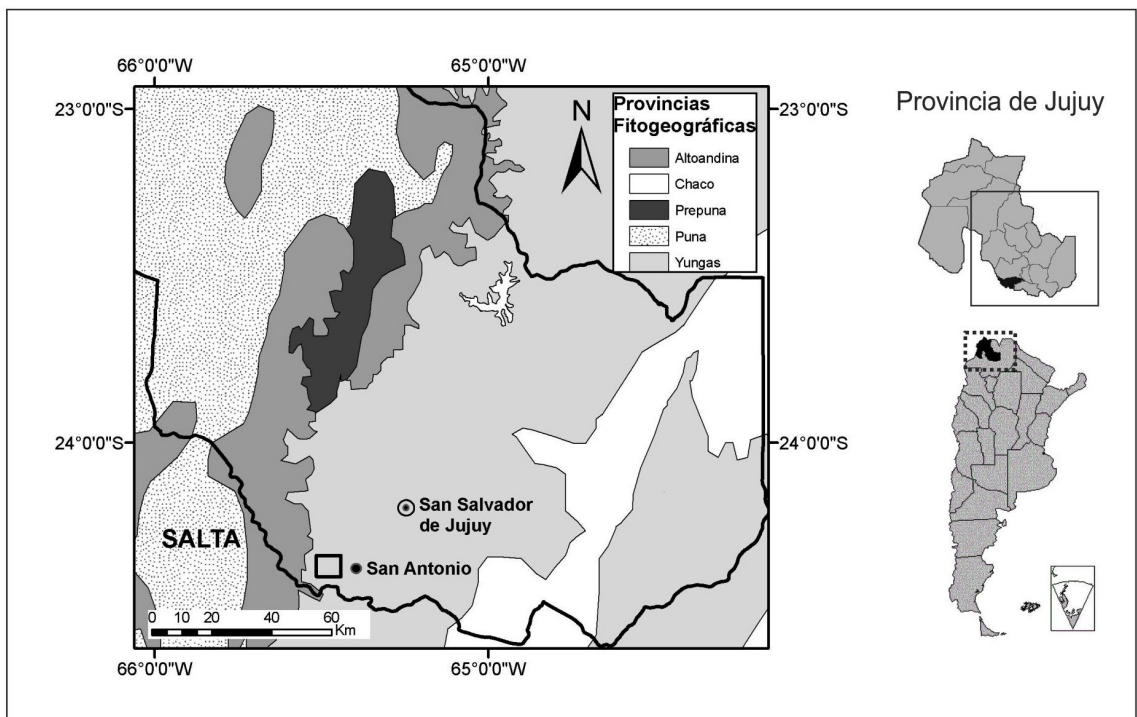 66°0'0"W
65°0'0"W
23°0'0"S
23°0'0"S
Provincias
Fitogeográficas
Altoandina
Chaco
Prepuna
Puna
Yungas
N
24°0'0"S
24°0'0"S
San Salvador
de Jujuy
SALTA
San Antonio
0 10 20 40 60
Km
66°0'0"W
65°0'0"W
Provincia de Jujuy